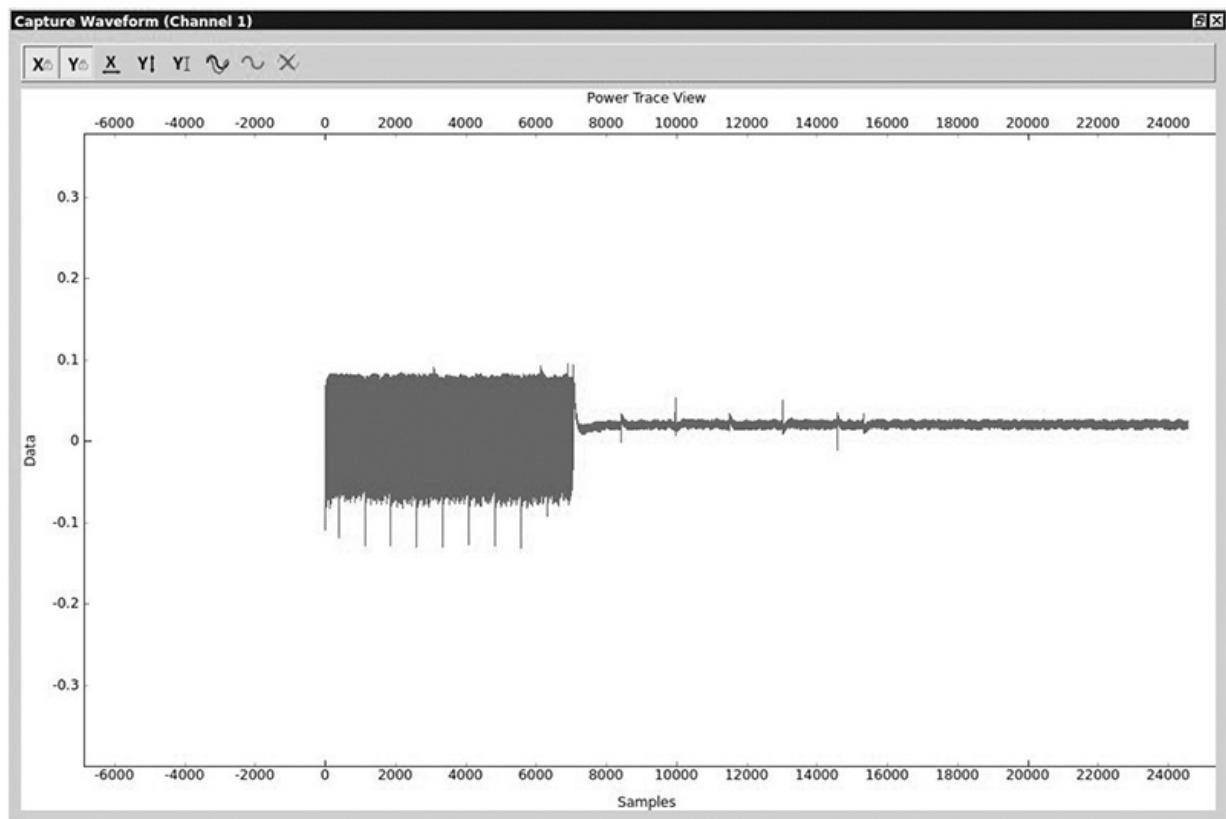 Capture Waveform (Channel 1)
X Y X Y Y
Power Trace View
-6000 -4000 -2000 0 2000 4000 6000 8000 10000 12000 14000 16000 18000 20000 22000 24000
0.3
0.2
0.1
0
-0.1
-0.2
-0.3
Data
-6000 -4000 -2000 0 2000 4000 6000 8000 10000 12000 14000 16000 18000 20000 22000 24000
Samples